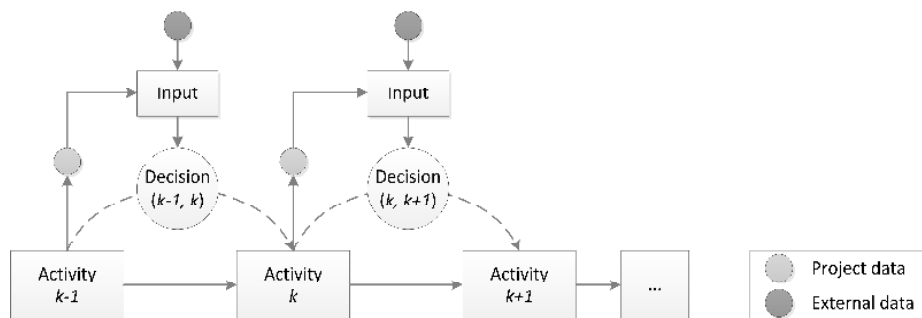 Input
Input
Decision
(k-1, k)
Decision
(k, k+1)
Activity
k-1
Activity
k
Activity
k+1
...
Project data
External data